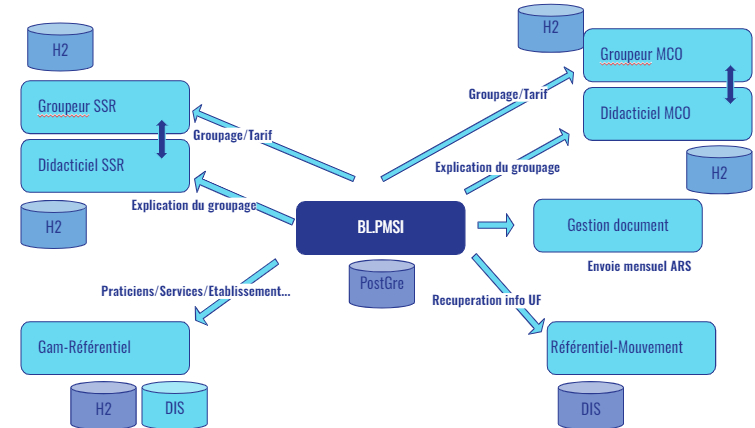 H2
H2
Groupeur SSR
Groupeur MCO
Groupage/Tarif
Groupage/Tarif
Didacticiel MCO
Didacticiel SSR
Explication du groupage
H2
Explication du groupage
H2
BL.PMSI
Gestion document
Envoie mensuel ARS
PostGre
Praticiens/Services/Etablissement...
Recuperation info UF
Gam-Référentiel
Référentiel-Mouvement
H2
DIS
DIS